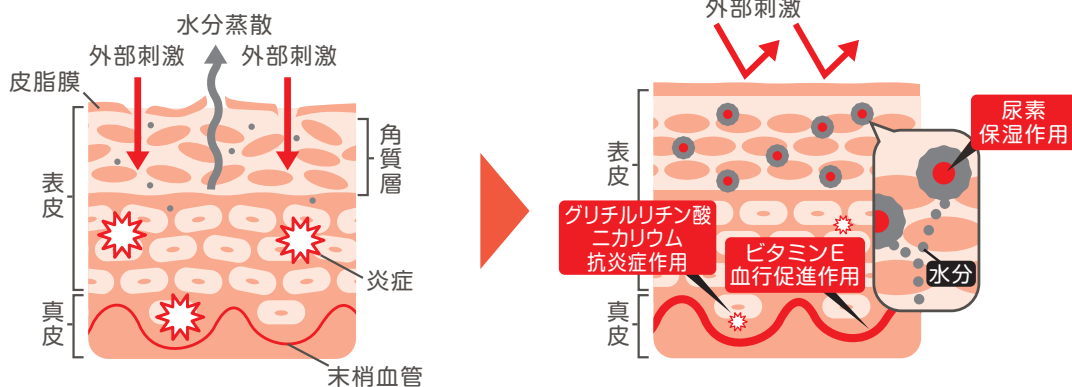 水分蒸散
外部刺激
外部刺激
皮脂膜
角質層
表皮
炎症
真皮
末梢血管
外部刺激
尿素
保湿作用
表皮
グリチルリチン酸
二カリウム
抗炎症作用
ビタミンE
血行促進作用
水分
真皮